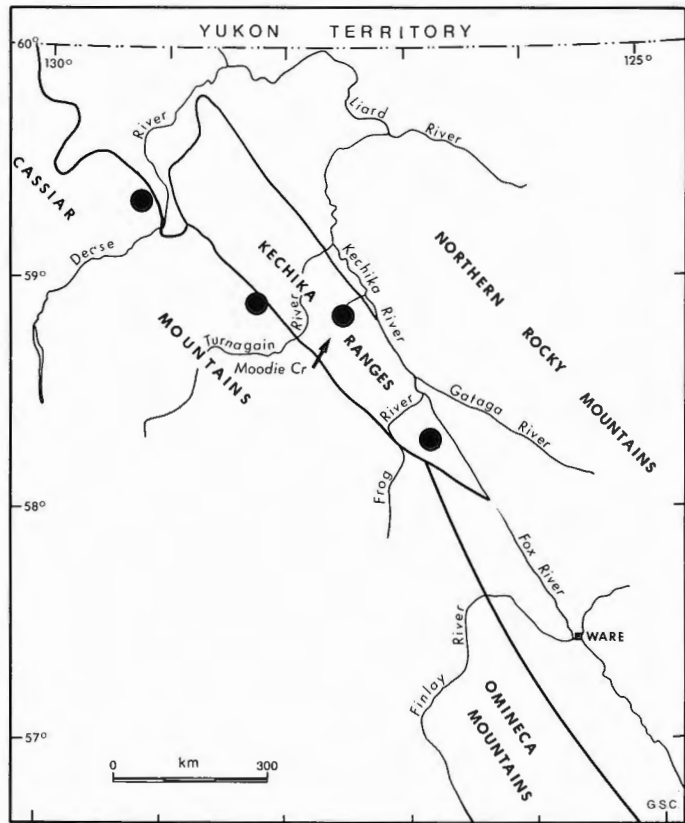 YUKON TERRITORY
60°
130°
125°
Liard River
River
CASSIAR
Dease
59°
KECHIKA
Kechika
River
NORTHERN
ROCKY
MOUNTAINS
MOUNTAINS
River
Turnagain
Moodie Cr
RANGES
River
Gataga
River
Frog
58°
Fox River
WARE
River
Finlay
OMINECA
MOUNTAINS
57°
km
0 300
GSC